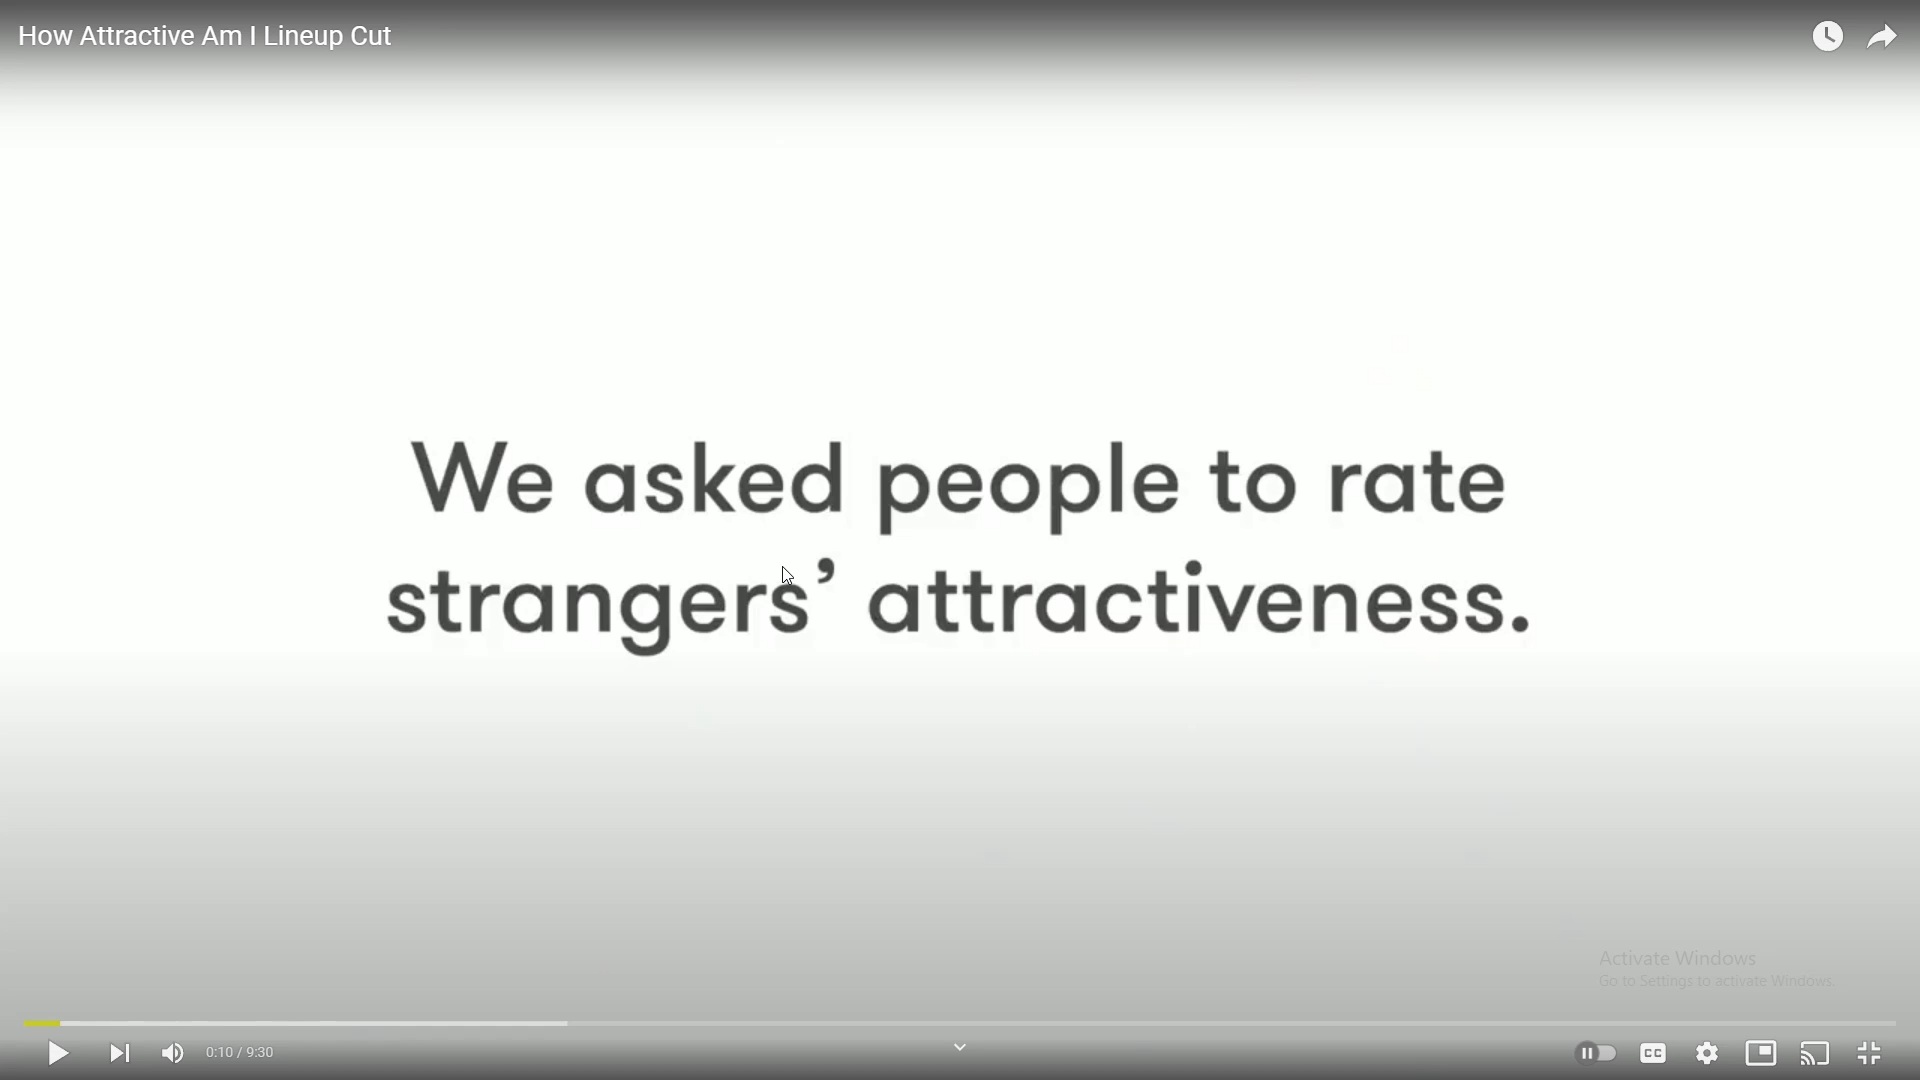 How Attractive Am I Lineup Cut
We asked people to rate
strangers’ attractiveness.
Activate Windows
Go to Settings to activate Windows.
0:10 / 9:30
CC